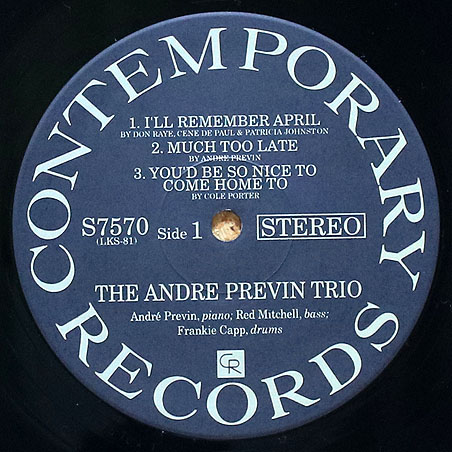 CONTEMPORARY RECORDS
1. I'LL REMEMBER APRIL
BY DON RAYE, CENE DE PAUL & PATRICIA JOHNSTON
2. MUCH TOO LATE
BY ANDRE PREVIN
3. YOU'D BE SO NICE TO
COME HOME TO
BY COLE PORTER
S7570 Side 1 STEREO
(LKS-81)
THE ANDRE PREVIN TRIO
André Previn, piano; Red Mitchell, bass;
Frankie Capp, drums
CR